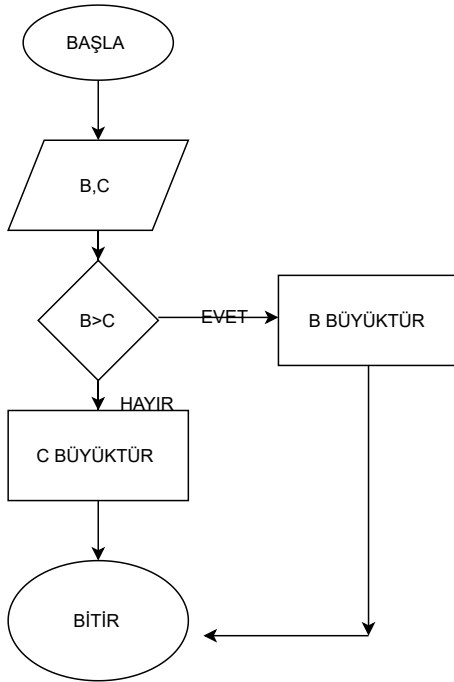 BAŞLA
B,C
B>C
EVET
B BÜYÜKTÜR
HAYIR
C BÜYÜKTÜR
BİTİR